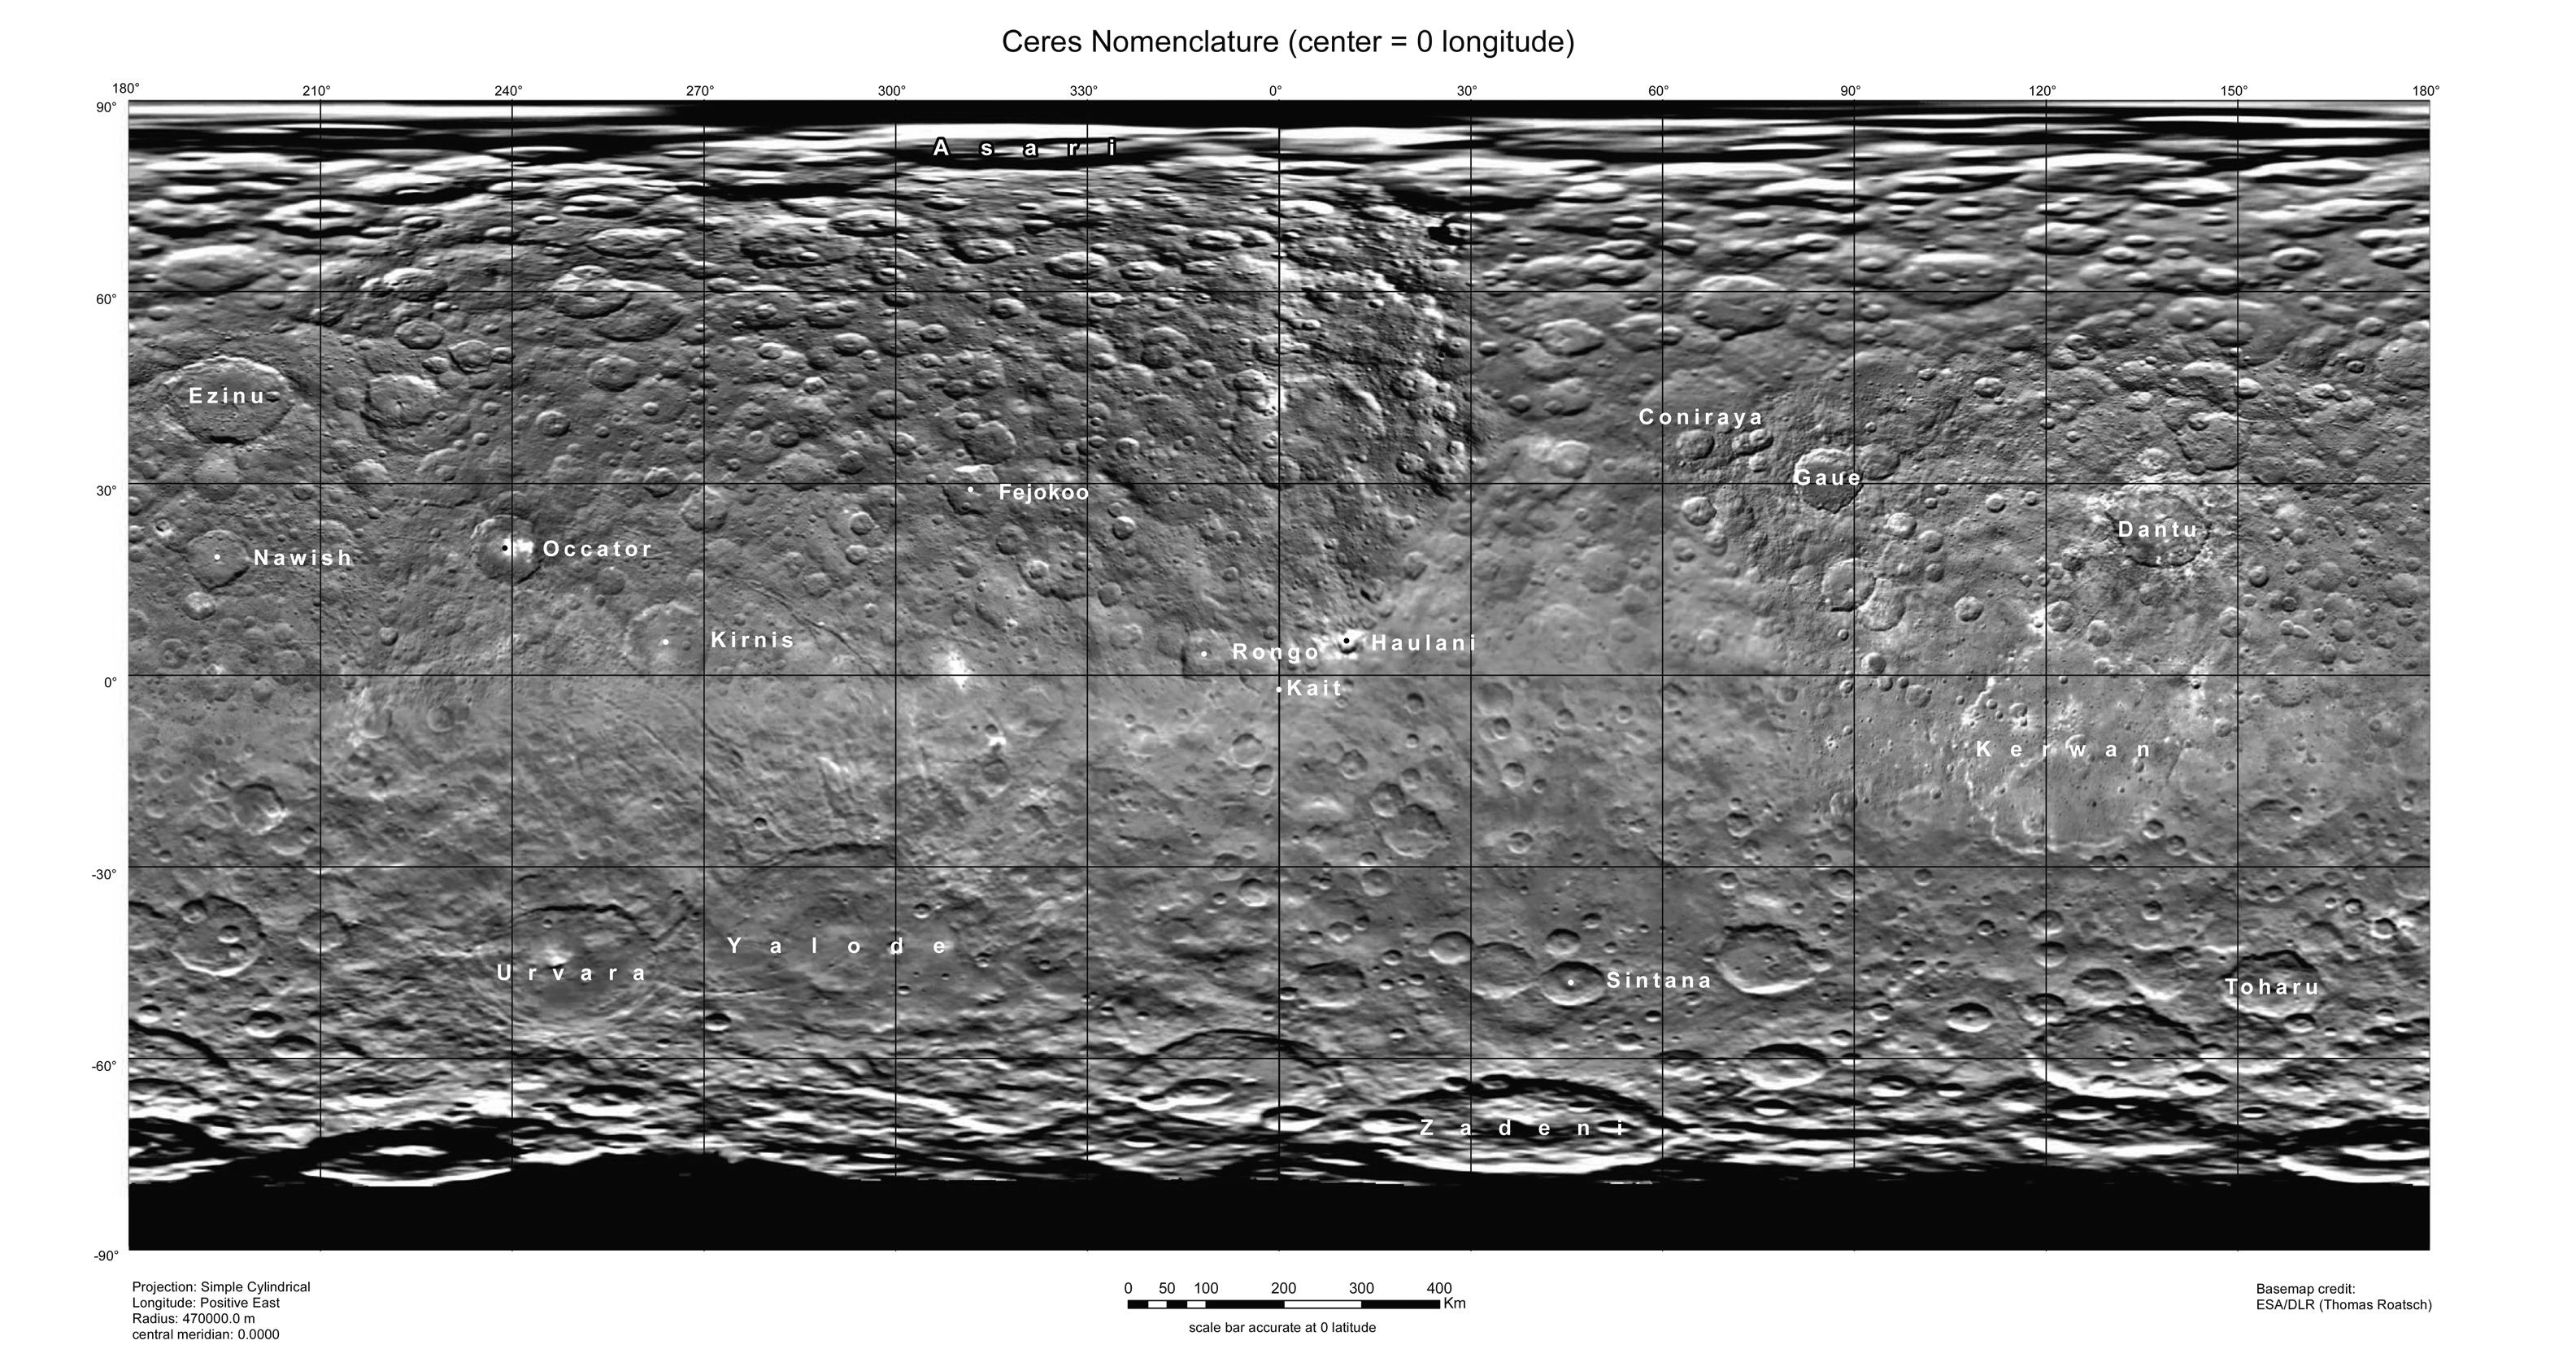 Ceres Nomenclature (center = 0 longitude)
180° 210° 240° 270° 300° 330° 0° 30° 60° 90° 120° 150° 180°
90°
Asari
60°
Ezinu
Coniraya
Gaue
30°
Fejokoo
Dantu
Nawish
Occator
Kirnis
Rongo
Haulani
0°
Kait
Kerwan
-30°
Yalode
Urvara
Sintana
Toharu
-60°
Zadeni
-90°
Projection: Simple Cylindrical
Longitude: Positive East
Radius: 470000.0 m
central meridian: 0.0000
0 50 100 200 300 400
Km
scale bar accurate at 0 latitude
Basemap credit:
ESA/DLR (Thomas Roatsch)